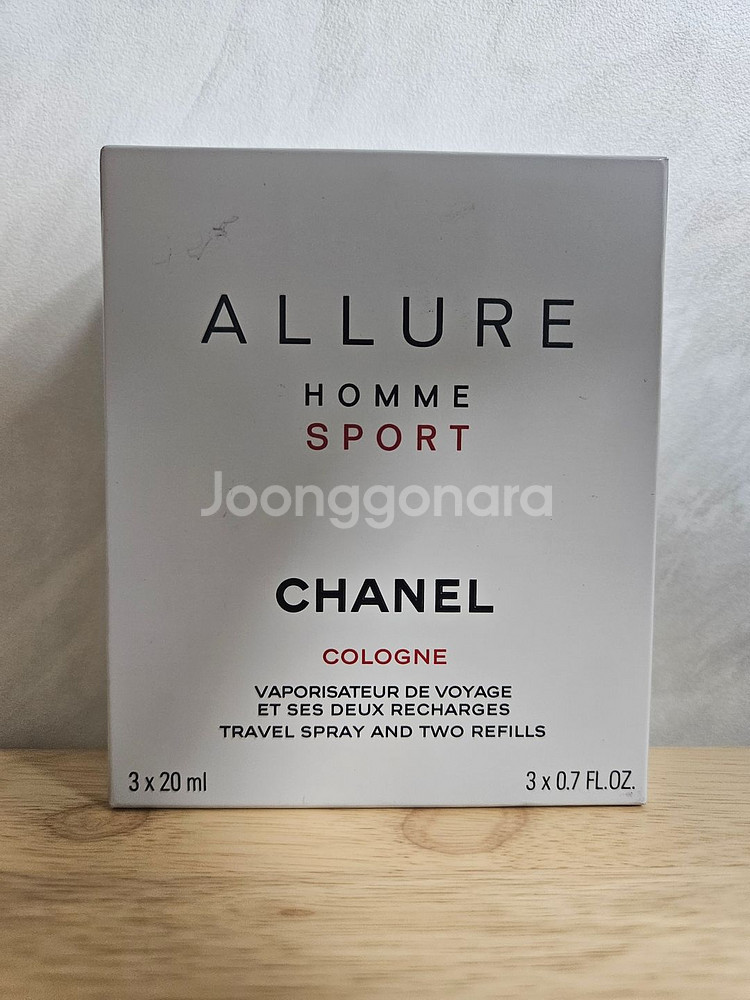 ALLURE
HOMME
SPORT
Joonggonara
CHANEL
COLOGNE
VAPORISATEUR DE VOYAGE
ET SES DEUX RECHARGES
TRAVEL SPRAY AND TWO REFILLS
3 x 20 ml
3 x 0.7 FL.OZ.